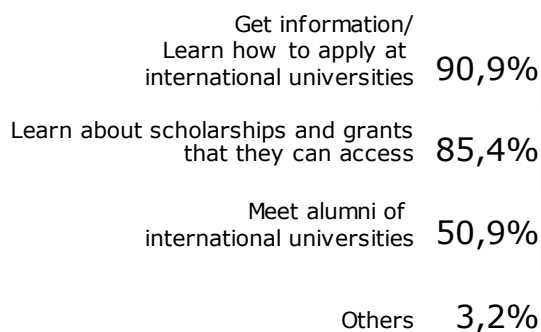 Get information/
Learn how to apply at
international universities 90,9%
Learn about scholarships and grants
that they can access 85,4%
Meet alumni of
international universities 50,9%
Others 3,2%